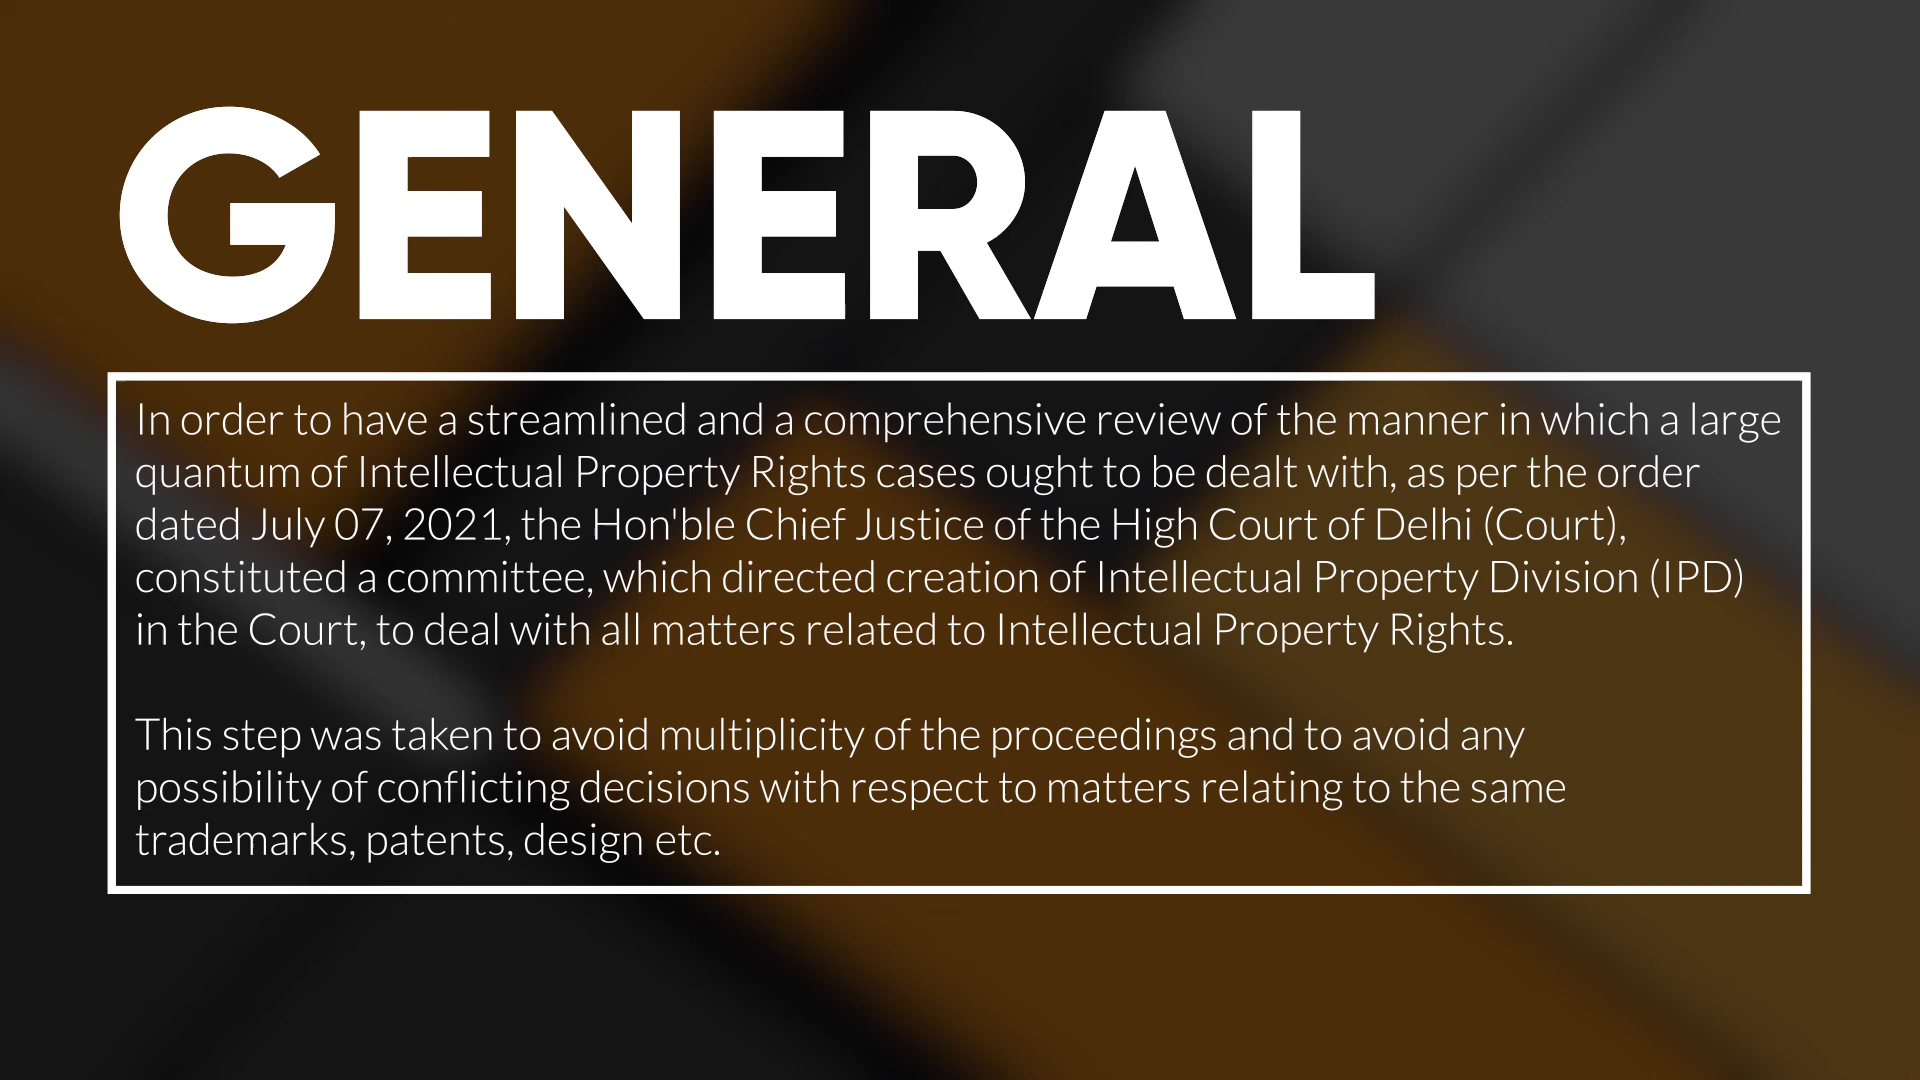 GENERAL
In order to have a streamlined and a comprehensive review of the manner in which a large
quantum of Intellectual Property Rights cases ought to be dealt with, as per the order
dated July 07, 2021, the Hon'ble Chief Justice of the High Court of Delhi (Court),
constituted a committee, which directed creation of Intellectual Property Division (IPD)
in the Court, to deal with all matters related to Intellectual Property Rights.
This step was taken to avoid multiplicity of the proceedings and to avoid any
possibility of conflicting decisions with respect to matters relating to the same
trademarks, patents, design etc.